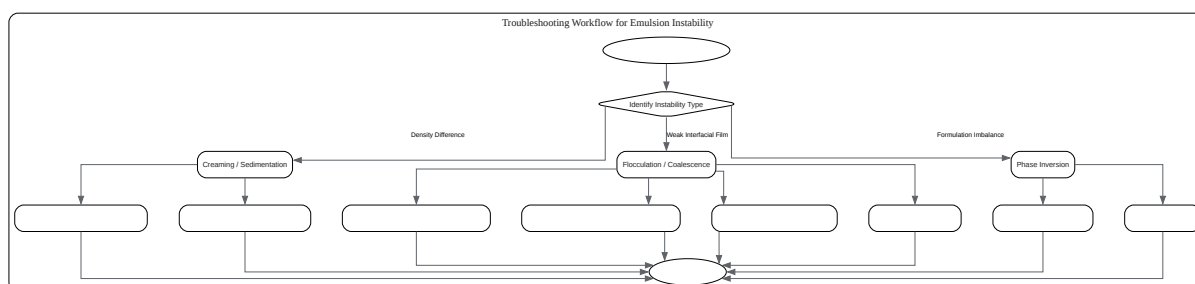 Troubleshooting Workflow for Emulsion Instability
Identify Instability Type
Density Difference
Weak Interfacial Film
Formulation Imbalance
Creaming / Sedimentation
Flocculation / Coalescence
Phase Inversion